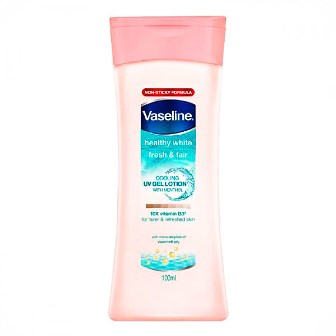 NON-STICKY FORMULA
Vaseline.
healthy white
fresh & fair
COOLING
UV GEL LOTION
WITH MENTHOL
10X vitamin B3*
for fairer & refreshed skin
100ml